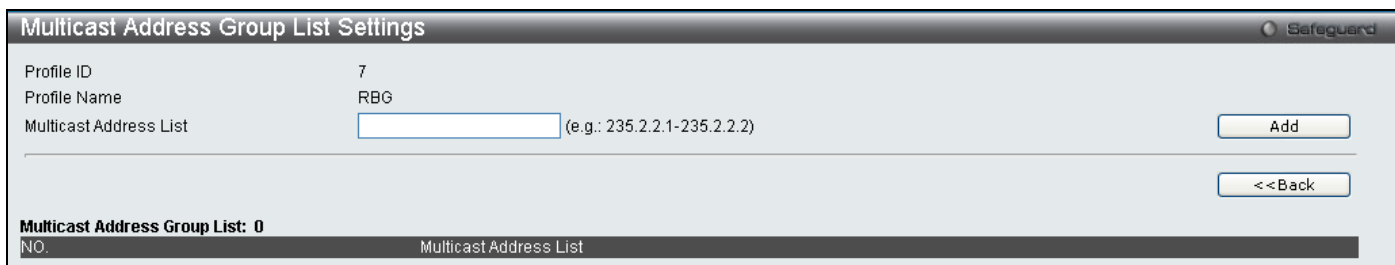 Multicast Address Group List Settings
Safeguard
Profile ID 7
Profile Name RBG
Multicast Address List (e.g.: 235.2.2.1-235.2.2.2) Add
<<Back
Multicast Address Group List: 0
NO. Multicast Address List